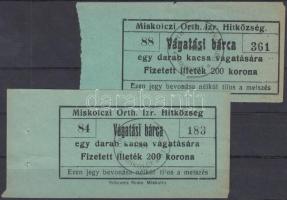 Miskolczi Orth. Izr. Hitközség.
88 Vágatási bárca 361
egy darab kacsa vágatására
Fizetett illeték 200 korona
Ezen jegy bevonása nélkül tilos a metszés
Miskolczi Orth. Izr. Hitközség
84 Vágatási bárca 183
egy darab kacsa vágatására
Fizetett illeték 200 korona
Ezen jegy bevonása nélkül tilos a metszés